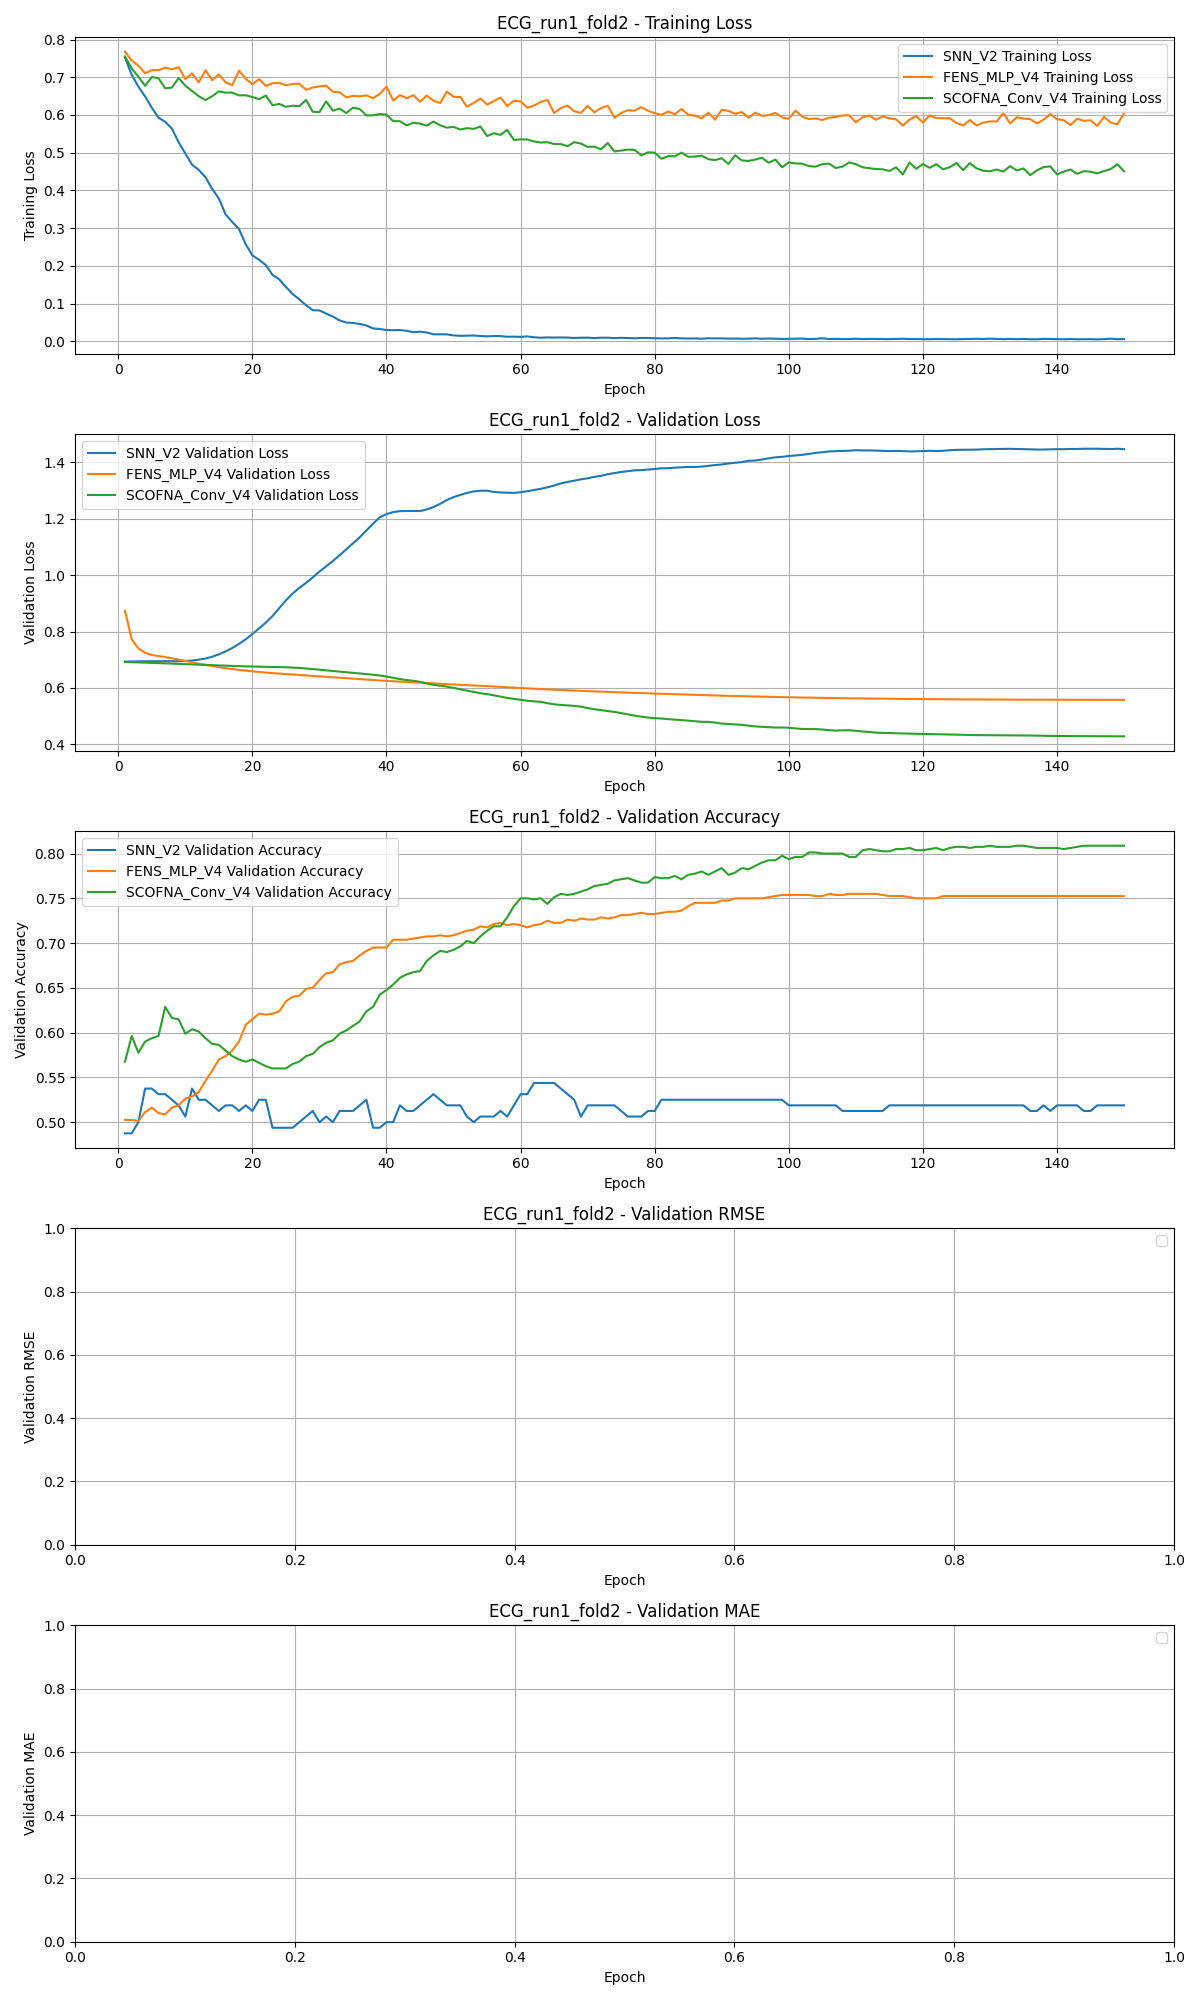 ECG_run1_fold2 - Training Loss
0.8
0.7
0.6
0.5
0.4
0.3
0.2
0.1
0.0
Training Loss
SNN_V2 Training Loss
FENS_MLP_V4 Training Loss
SCOFNA_Conv_V4 Training Loss
0 20 40 60 80 100 120 140
Epoch
ECG_run1_fold2 - Validation Loss
1.4
1.2
1.0
0.8
0.6
0.4
Validation Loss
SNN_V2 Validation Loss
FENS_MLP_V4 Validation Loss
SCOFNA_Conv_V4 Validation Loss
0 20 40 60 80 100 120 140
Epoch
ECG_run1_fold2 - Validation Accuracy
0.80
0.75
0.70
0.65
0.60
0.55
0.50
Validation Accuracy
SNN_V2 Validation Accuracy
FENS_MLP_V4 Validation Accuracy
SCOFNA_Conv_V4 Validation Accuracy
0 20 40 60 80 100 120 140
Epoch
ECG_run1_fold2 - Validation RMSE
1.0
0.8
0.6
0.4
0.2
0.0
Validation RMSE
0.0 0.2 0.4 0.6 0.8 1.0
Epoch
ECG_run1_fold2 - Validation MAE
1.0
0.8
0.6
0.4
0.2
0.0
Validation MAE
0.0 0.2 0.4 0.6 0.8 1.0
Epoch